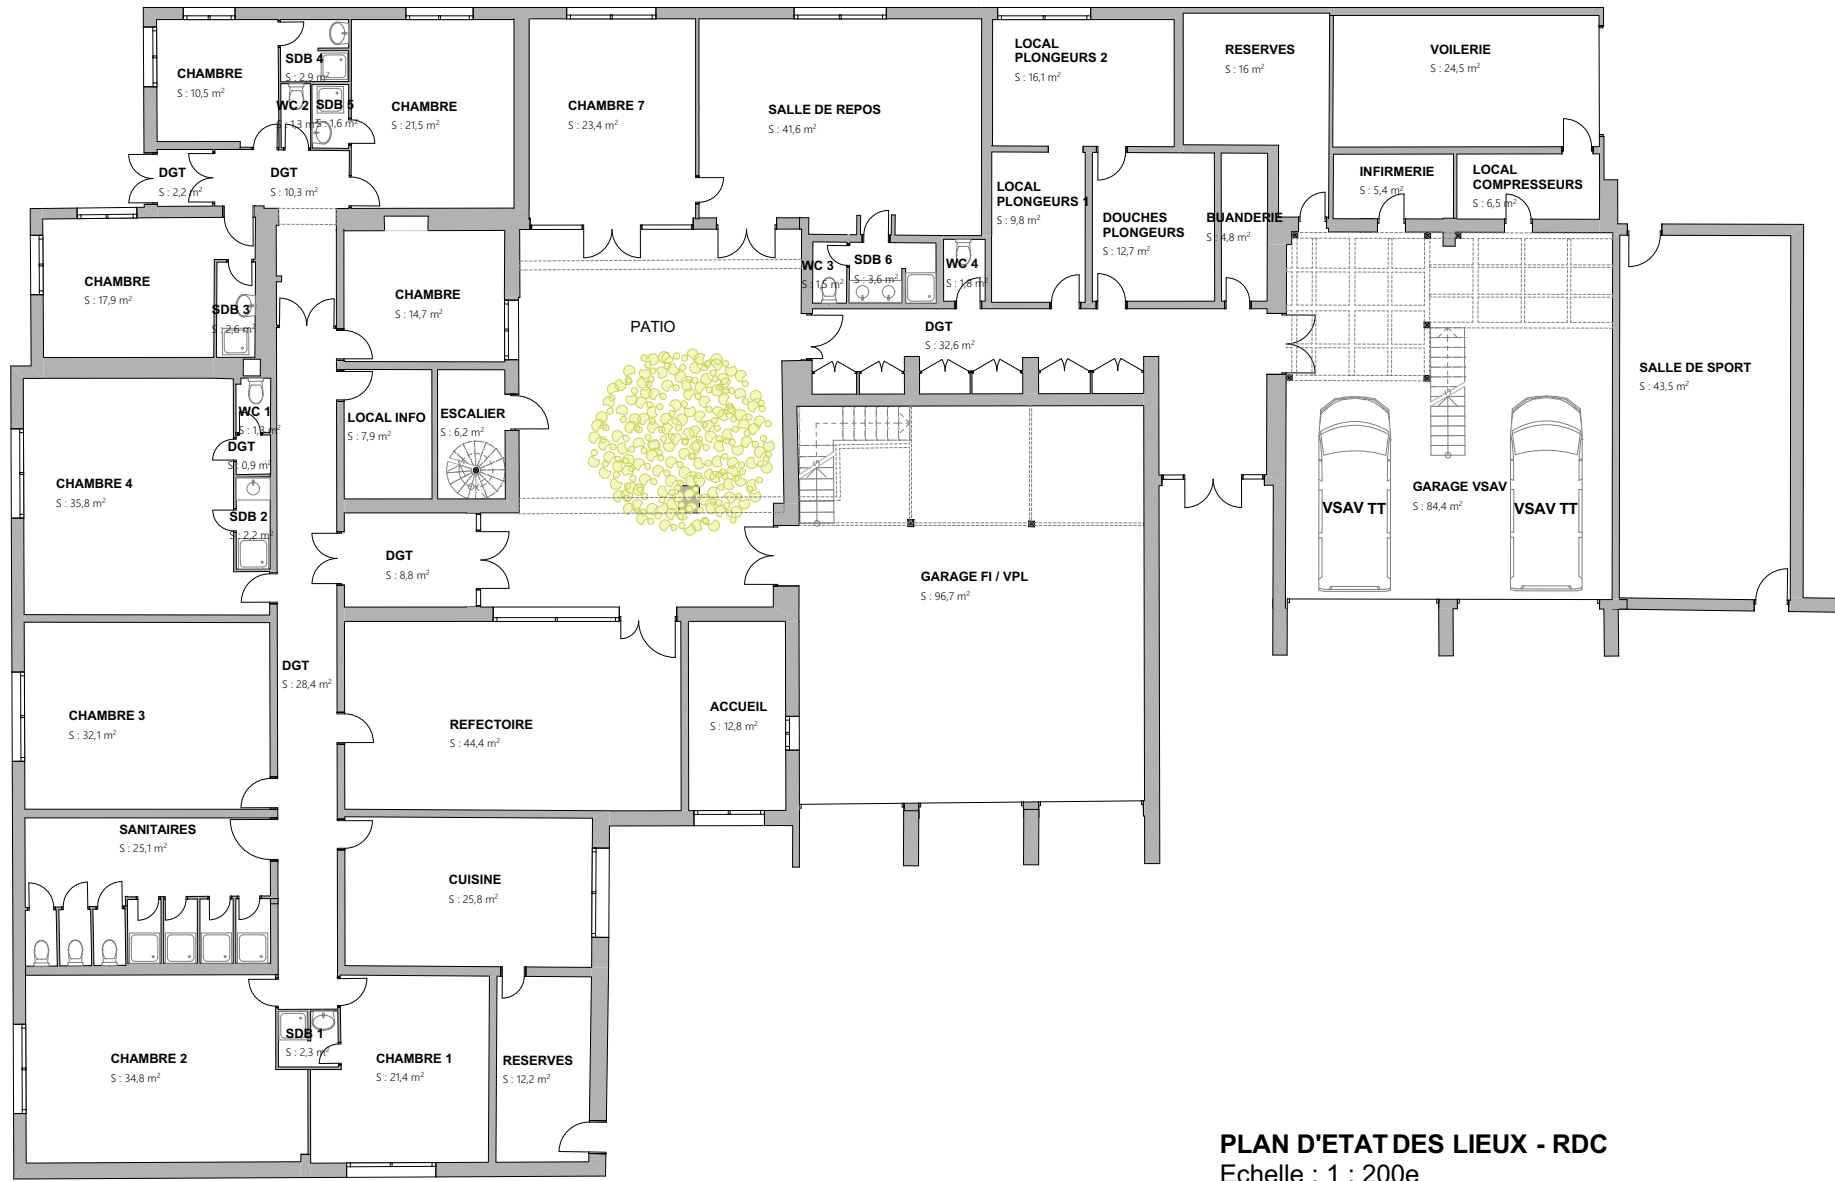 CHAMBRE
S : 10,5 m²
SDB 4
S : 2,9 m²
WC 2
S : 1,3 m²
SDB 5
S : 1,6 m²
CHAMBRE
S : 21,5 m²
CHAMBRE 7
S : 23,4 m²
SALLE DE REPOS
S : 41,6 m²
LOCAL
PLONGEURS 2
S : 16,1 m²
RESERVES
S : 16 m²
VOILERIE
S : 24,5 m²
DGT
S : 2,2 m²
DGT
S : 10,3 m²
LOCAL
PLONGEURS 1
S : 9,8 m²
DOUCHES
PLONGEURS
S : 12,7 m²
BUANDERIE
S : 4,8 m²
INFIRMERIE
S : 5,4 m²
LOCAL
COMPRESSEURS
S : 6,5 m²
CHAMBRE
S : 17,9 m²
SDB 3
S : 2,6 m²
CHAMBRE
S : 14,7 m²
PATIO
WC 3
S : 1,5 m²
SDB 6
S : 3,6 m²
WC 4
S : 1,8 m²
DGT
S : 32,6 m²
SALLE DE SPORT
S : 43,5 m²
WC 1
S : 1,3 m²
DGT
S : 0,9 m²
LOCAL INFO
S : 7,9 m²
ESCALIER
S : 6,2 m²
CHAMBRE 4
S : 35,8 m²
SDB 2
S : 2,2 m²
GARAGE VSAV
S : 84,4 m²
VSAV TT
VSAV TT
DGT
S : 8,8 m²
GARAGE FI / VPL
S : 96,7 m²
DGT
S : 28,4 m²
CHAMBRE 3
S : 32,1 m²
REFECTOIRE
S : 44,4 m²
ACCUEIL
S : 12,8 m²
SANITAIRES
S : 25,1 m²
CUISINE
S : 25,8 m²
CHAMBRE 2
S : 34,8 m²
SDB 1
S : 2,3 m²
CHAMBRE 1
S : 21,4 m²
RESERVES
S : 12,2 m²
PLAN D'ETAT DES LIEUX - RDC
Echelle : 1 : 200e